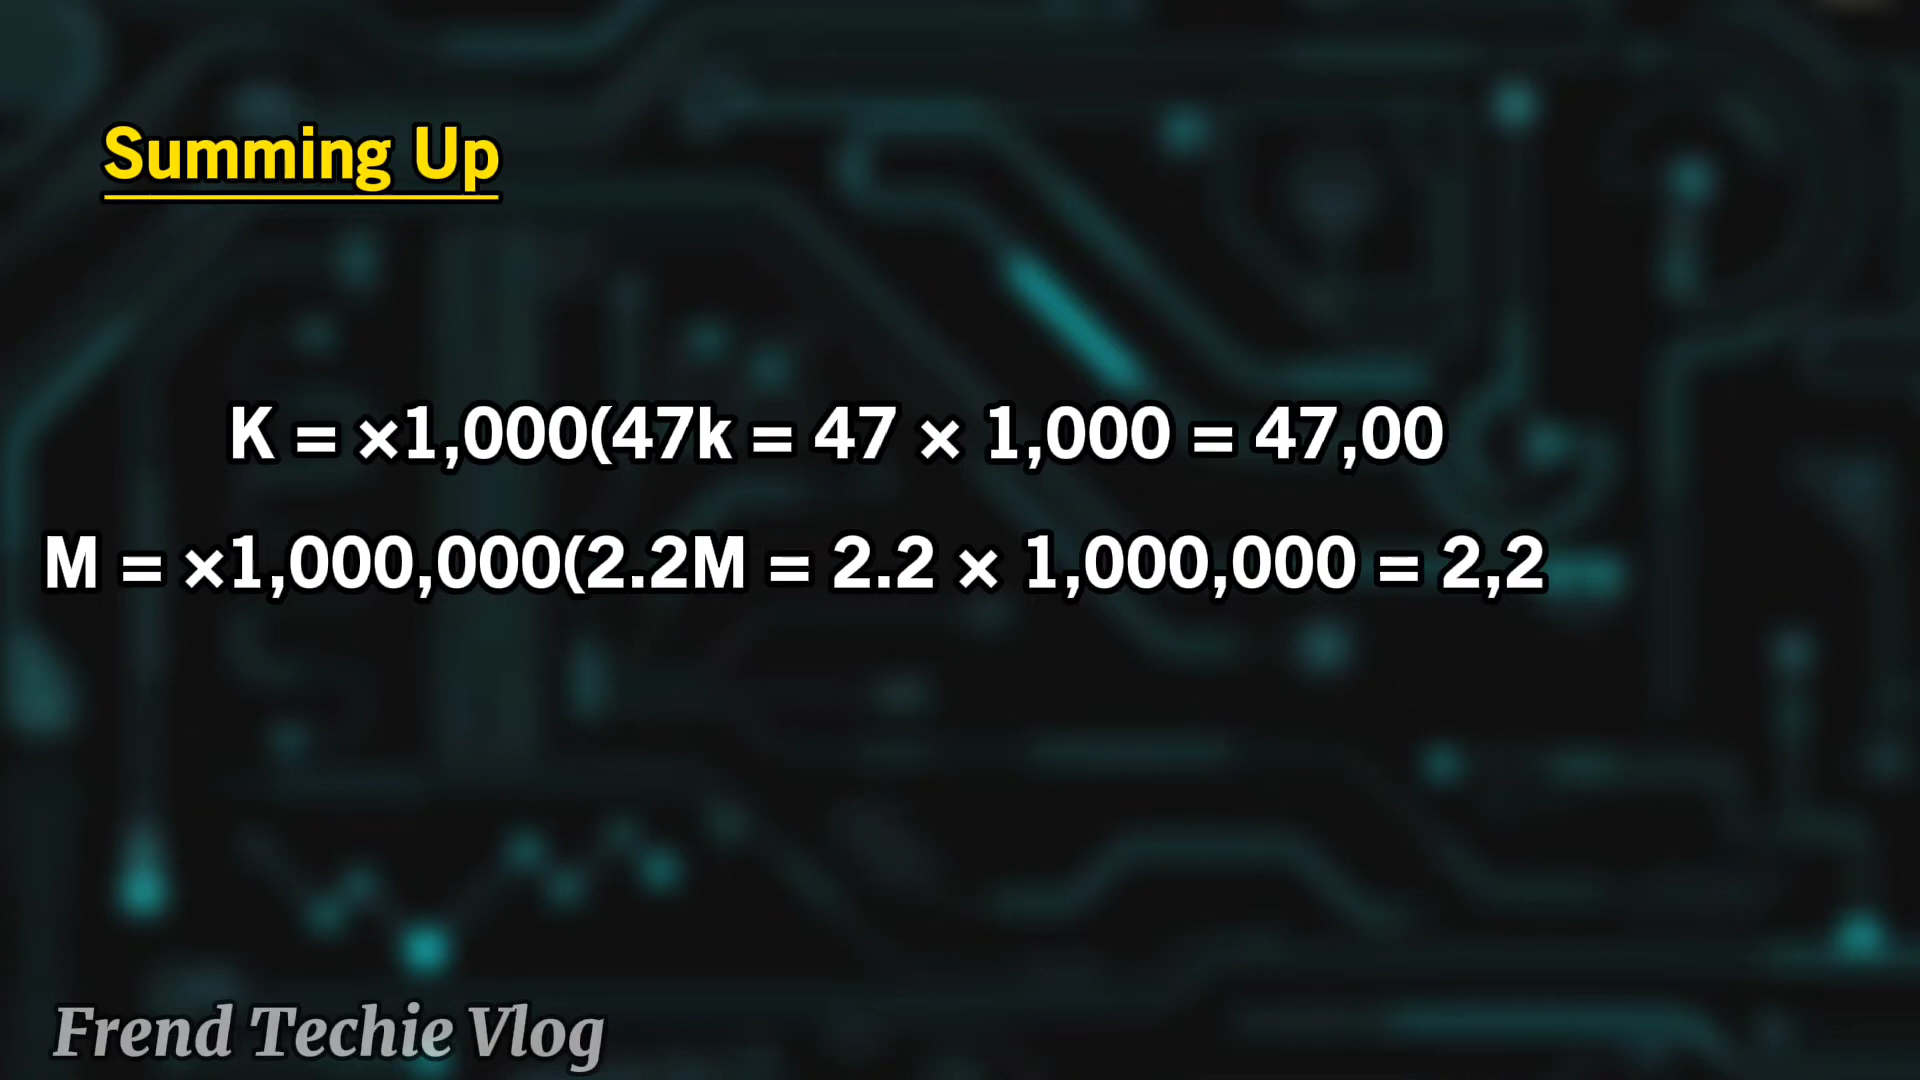 Summing Up
K = ×1,000(47k = 47 × 1,000 = 47,00
M = ×1,000,000(2.2M = 2.2 × 1,000,000 = 2,2
Frend Techie Vlog